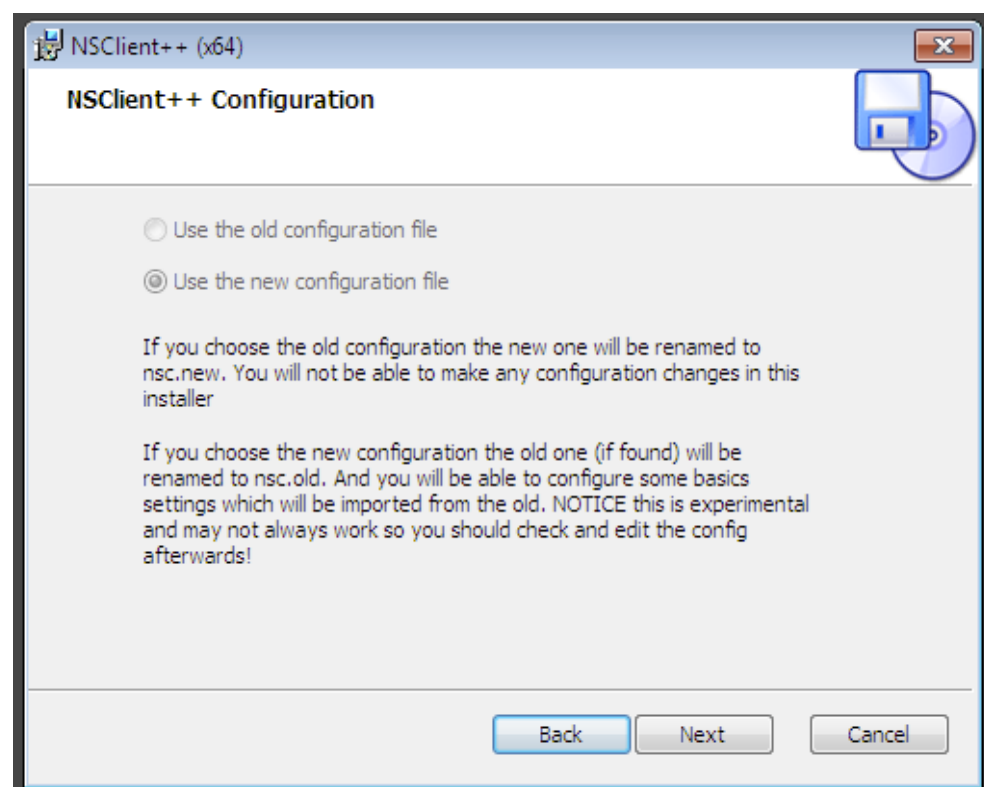 NSClient++ (x64)
NSClient++ Configuration
Use the old configuration file
Use the new configuration file
If you choose the old configuration the new one will be renamed to
nsc.new. You will not be able to make any configuration changes in this
installer
If you choose the new configuration the old one (if found) will be
renamed to nsc.old. And you will be able to configure some basics
settings which will be imported from the old. NOTICE this is experimental
and may not always work so you should check and edit the config
afterwards!
Back
Next
Cancel